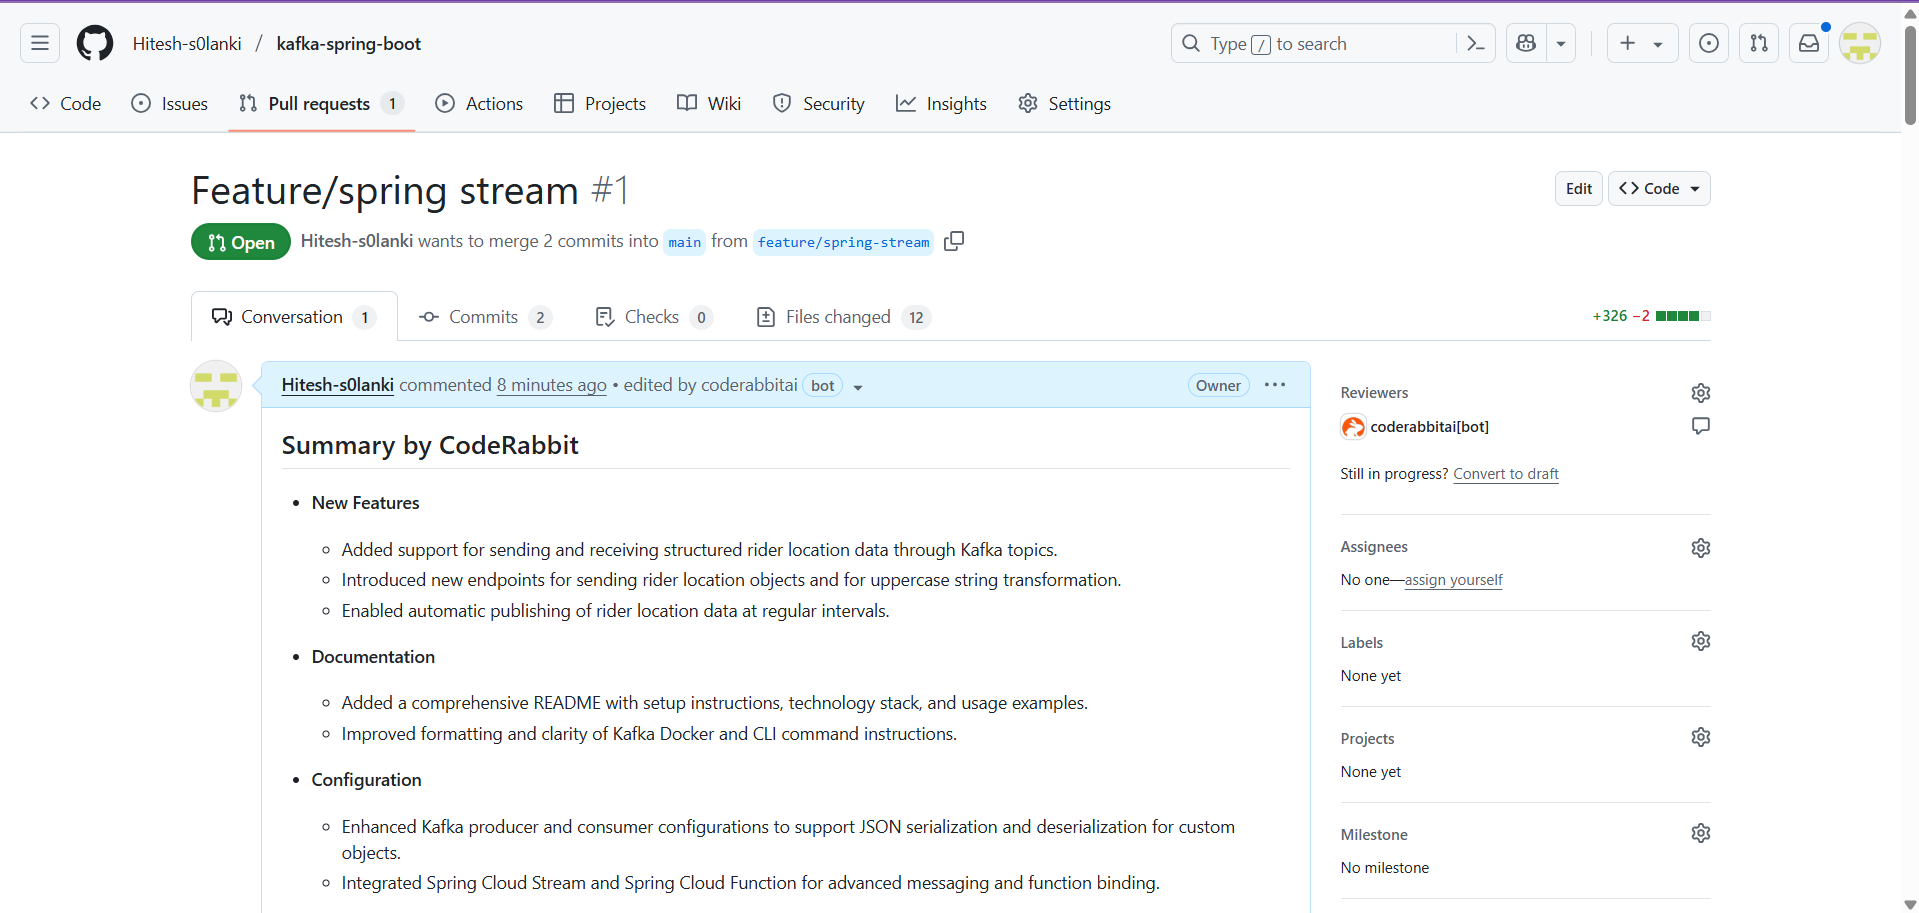 Hitesh-s0lanki / kafka-spring-boot
Type / to search
Code
Issues
Pull requests 1
Actions
Projects
Wiki
Security
Insights
Settings
Feature/spring stream #1
Edit
Code
Open
Hitesh-s0lanki wants to merge 2 commits into main from feature/spring-stream
Conversation 1
Commits 2
Checks 0
Files changed 12
+326 −2
Hitesh-s0lanki commented 8 minutes ago • edited by coderabbitai bot
Owner
Summary by CodeRabbit
• New Features
◦ Added support for sending and receiving structured rider location data through Kafka topics.
◦ Introduced new endpoints for sending rider location objects and for uppercase string transformation.
◦ Enabled automatic publishing of rider location data at regular intervals.
• Documentation
◦ Added a comprehensive README with setup instructions, technology stack, and usage examples.
◦ Improved formatting and clarity of Kafka Docker and CLI command instructions.
• Configuration
◦ Enhanced Kafka producer and consumer configurations to support JSON serialization and deserialization for custom
objects.
◦ Integrated Spring Cloud Stream and Spring Cloud Function for advanced messaging and function binding.
Reviewers
coderabbitai[bot]
Still in progress? Convert to draft
Assignees
No one—assign yourself
Labels
None yet
Projects
None yet
Milestone
No milestone